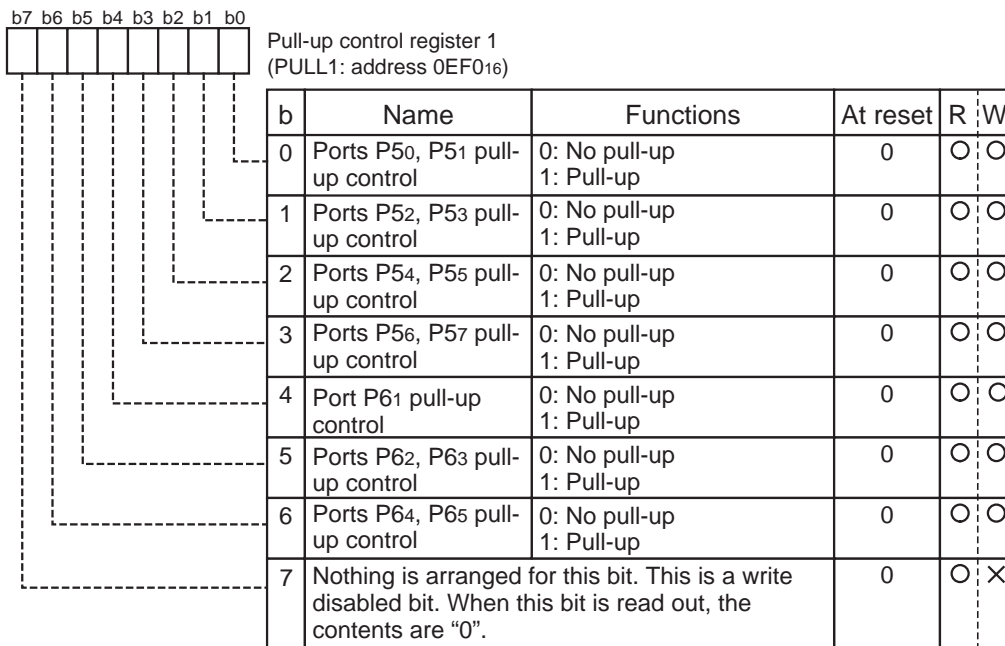 b7 b6 b5 b4 b3 b2 b1 b0
Pull-up control register 1
(PULL1: address 0EF016)
b Name Functions At reset R W
0 Ports P50, P51 pull- 0: No pull-up 0 O O
up control 1: Pull-up
1 Ports P52, P53 pull- 0: No pull-up 0 O O
up control 1: Pull-up
2 Ports P54, P55 pull- 0: No pull-up 0 O O
up control 1: Pull-up
3 Ports P56, P57 pull- 0: No pull-up 0 O O
up control 1: Pull-up
4 Port P61 pull-up 0: No pull-up 0 O O
control 1: Pull-up
5 Ports P62, P63 pull- 0: No pull-up 0 O O
up control 1: Pull-up
6 Ports P64, P65 pull- 0: No pull-up 0 O O
up control 1: Pull-up
7 Nothing is arranged for this bit. This is a write 0 O ×
disabled bit. When this bit is read out, the
contents are “0”.